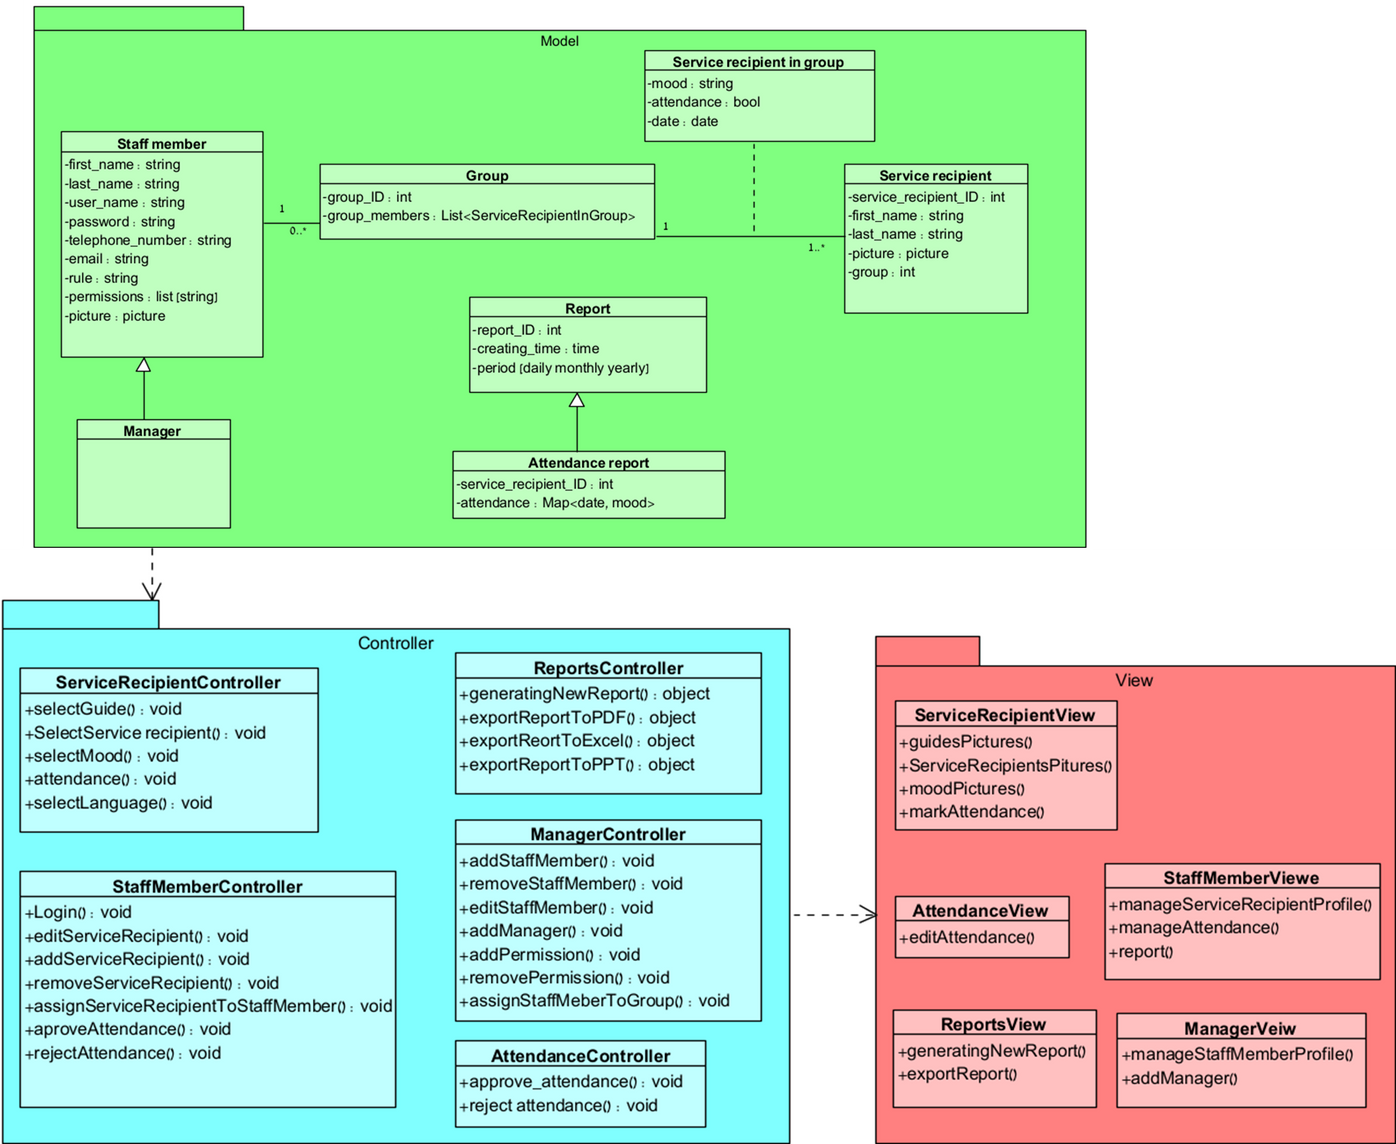 Model
Service recipient in group
-mood : string
-attendance : bool
-date : date
Staff member
-first_name : string
-last_name : string
-user_name : string
-password : string
-telephone_number : string
-email : string
-rule : string
-permissions : list [string]
-picture : picture
1
0..*
Group
-group_ID : int
-group_members : List<ServiceRecipientInGroup>
1
1..*
Service recipient
-service_recipient_ID : int
-first_name : string
-last_name : string
-picture : picture
-group : int
Report
-report_ID : int
-creating_time : time
-period [daily monthly yearly]
Manager
Attendance report
-service_recipient_ID : int
-attendance : Map<date, mood>
Controller
ServiceRecipientController
+selectGuide() : void
+SelectService recipient() : void
+selectMood() : void
+attendance() : void
+selectLanguage() : void
ReportsController
+generatingNewReport() : object
+exportReportToPDF() : object
+exportReortToExcel() : object
+exportReportToPPT() : object
StaffMemberController
+Login() : void
+editServiceRecipient() : void
+addServiceRecipient() : void
+removeServiceRecipient() : void
+assignServiceRecipientToStaffMember() : void
+aproveAttendance() : void
+rejectAttendance() : void
ManagerController
+addStaffMember() : void
+removeStaffMember() : void
+editStaffMember() : void
+addManager() : void
+addPermission() : void
+removePermission() : void
+assignStaffMeberToGroup() : void
AttendanceController
+approve_attendance() : void
+reject attendance() : void
View
ServiceRecipientView
+guidesPictures()
+ServiceRecipientsPitures()
+moodPictures()
+markAttendance()
AttendanceView
+editAttendance()
StaffMemberViewe
+manageServiceRecipientProfile()
+manageAttendance()
+report()
ReportsView
+generatingNewReport()
+exportReport()
ManagerVeiw
+manageStaffMemberProfile()
+addManager()